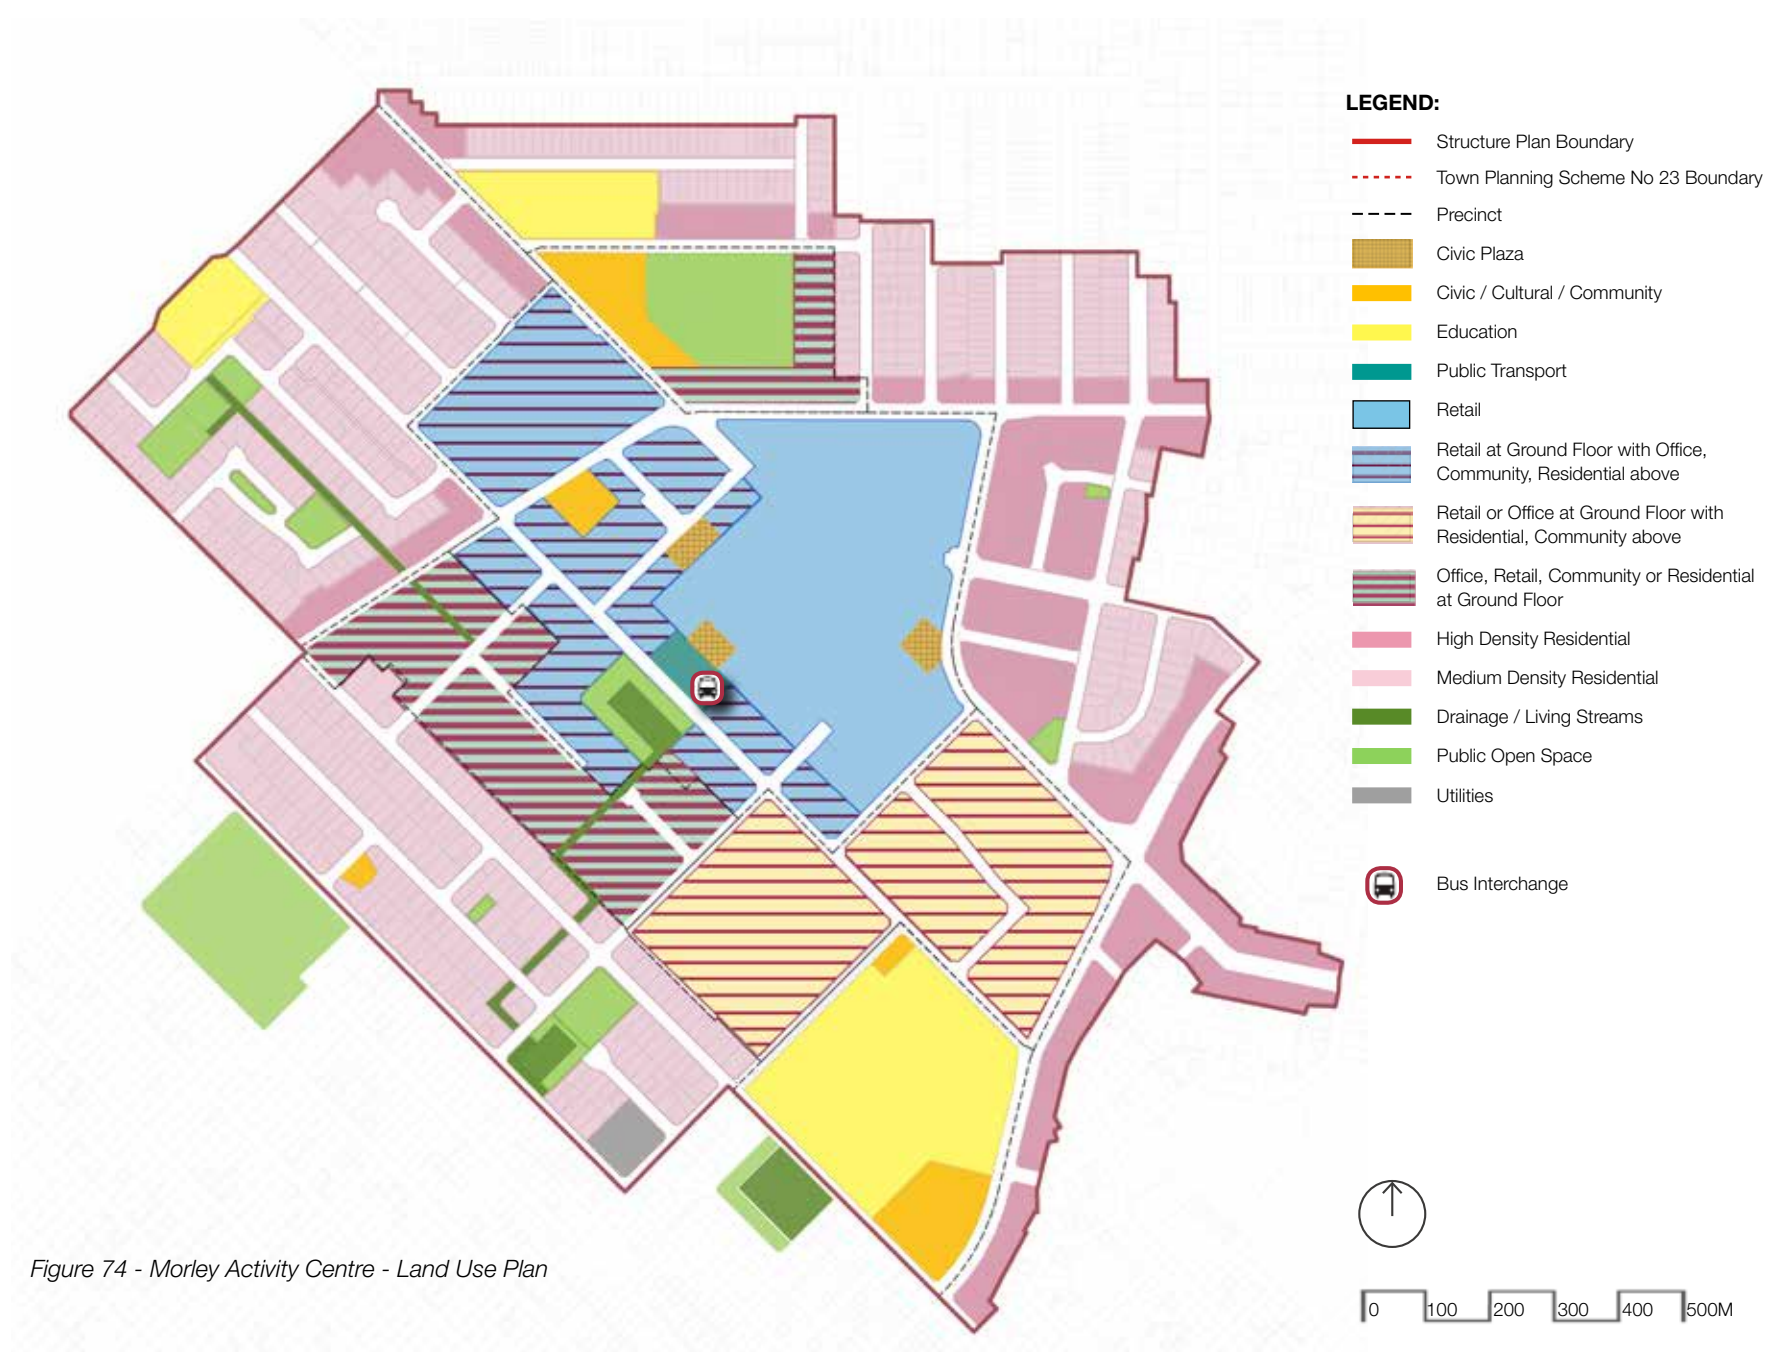 LEGEND:
Structure Plan Boundary
Town Planning Scheme No 23 Boundary
Precinct
Civic Plaza
Civic / Cultural / Community
Education
Public Transport
Retail
Retail at Ground Floor with Office,
Community, Residential above
Retail or Office at Ground Floor with
Residential, Community above
Office, Retail, Community or Residential
at Ground Floor
High Density Residential
Medium Density Residential
Drainage / Living Streams
Public Open Space
Utilities
Bus Interchange
Figure 74 - Morley Activity Centre - Land Use Plan
0 100 200 300 400 500M